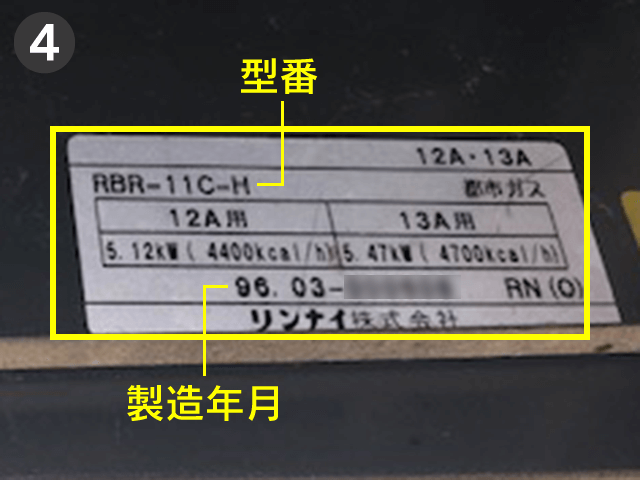 4
型番
12A・13A
RBR-11C-H 都市ガス
12A用 13A用
5.12kW( 4400kcal/h) 5.47kW( 4700kcal/h)
96.03- RN(O)
リンナイ株式会社
製造年月